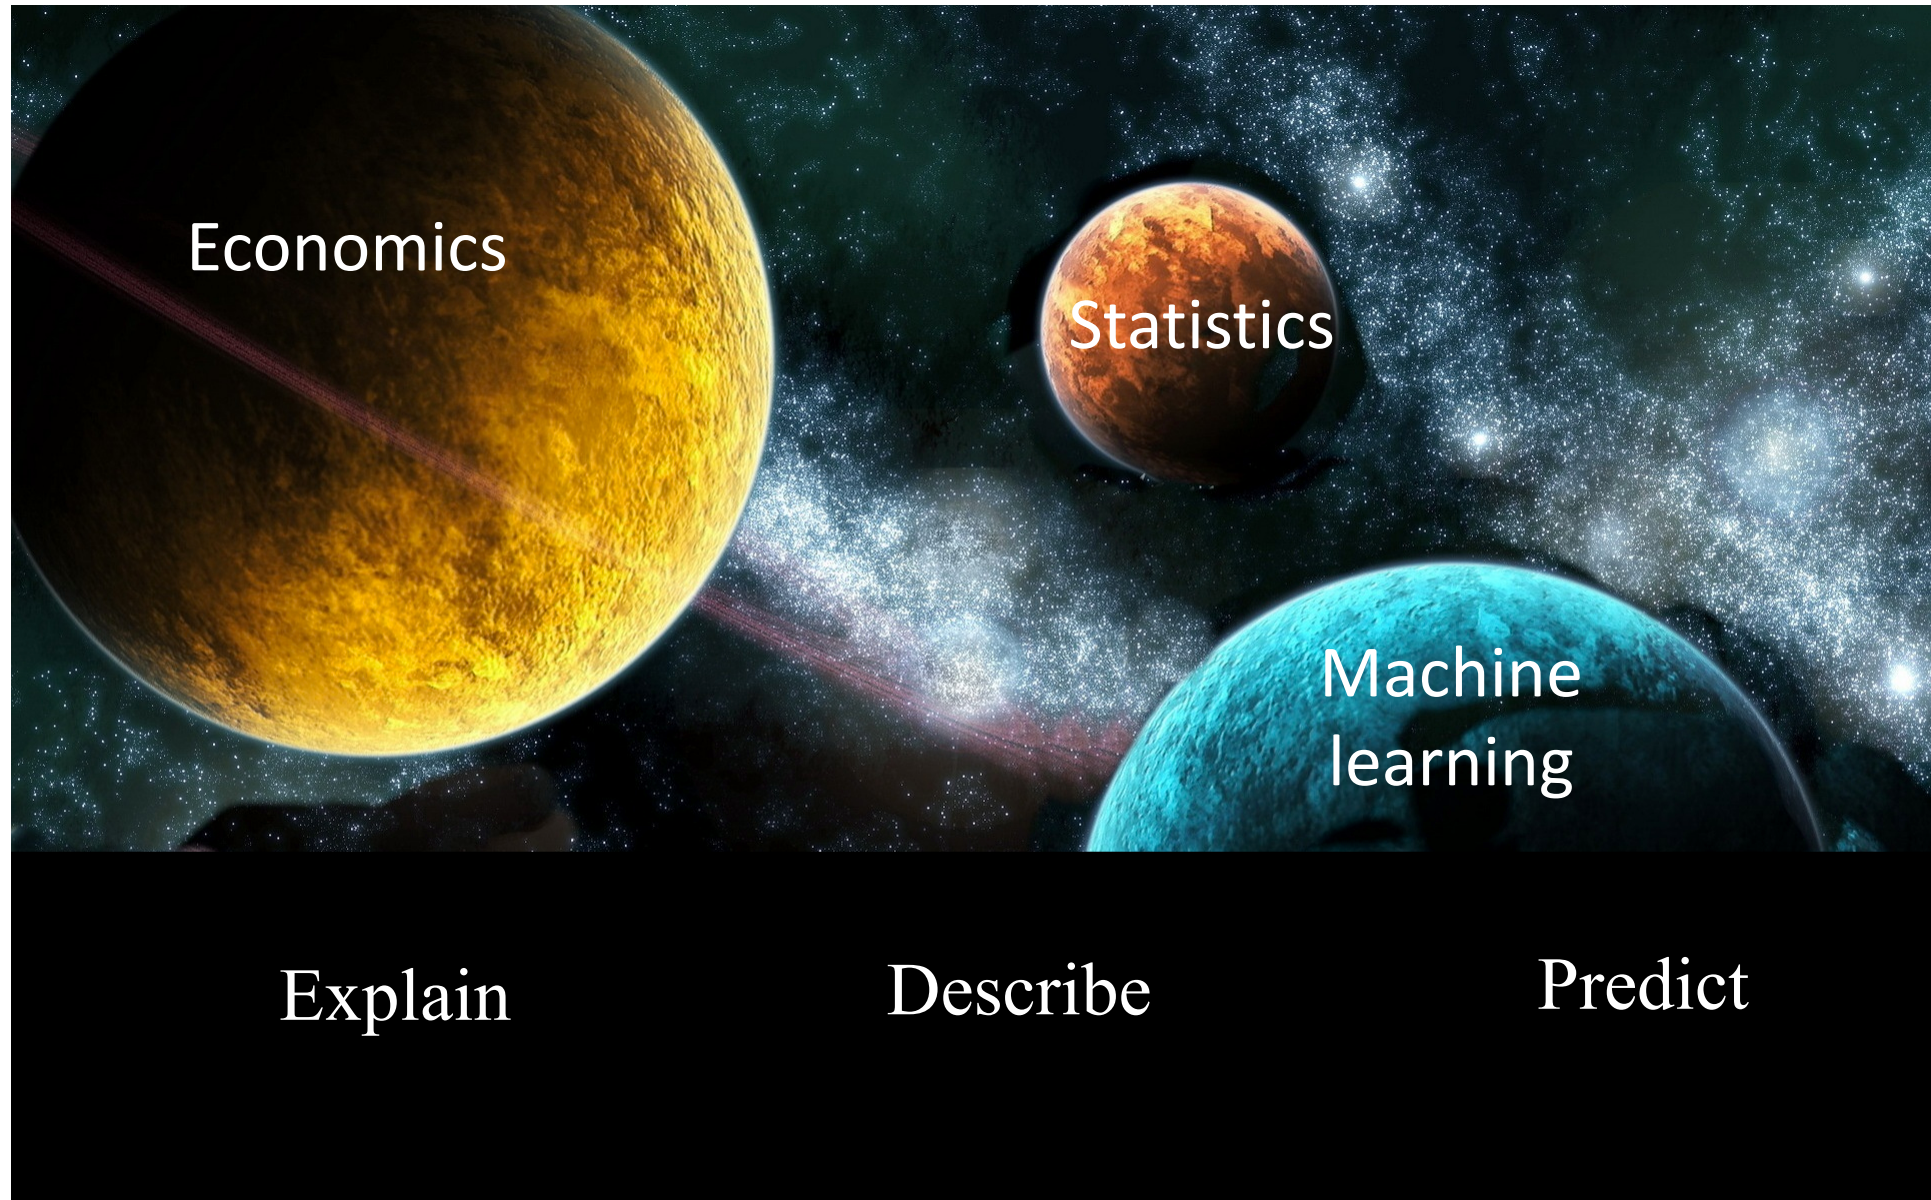 Economics
Statistics
Machine
learning
Explain
Describe
Predict